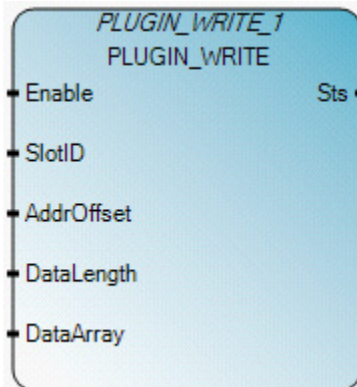 PLUGIN_WRITE_1
PLUGIN_WRITE
Enable Sts
SlotID
AddrOffset
DataLength
DataArray